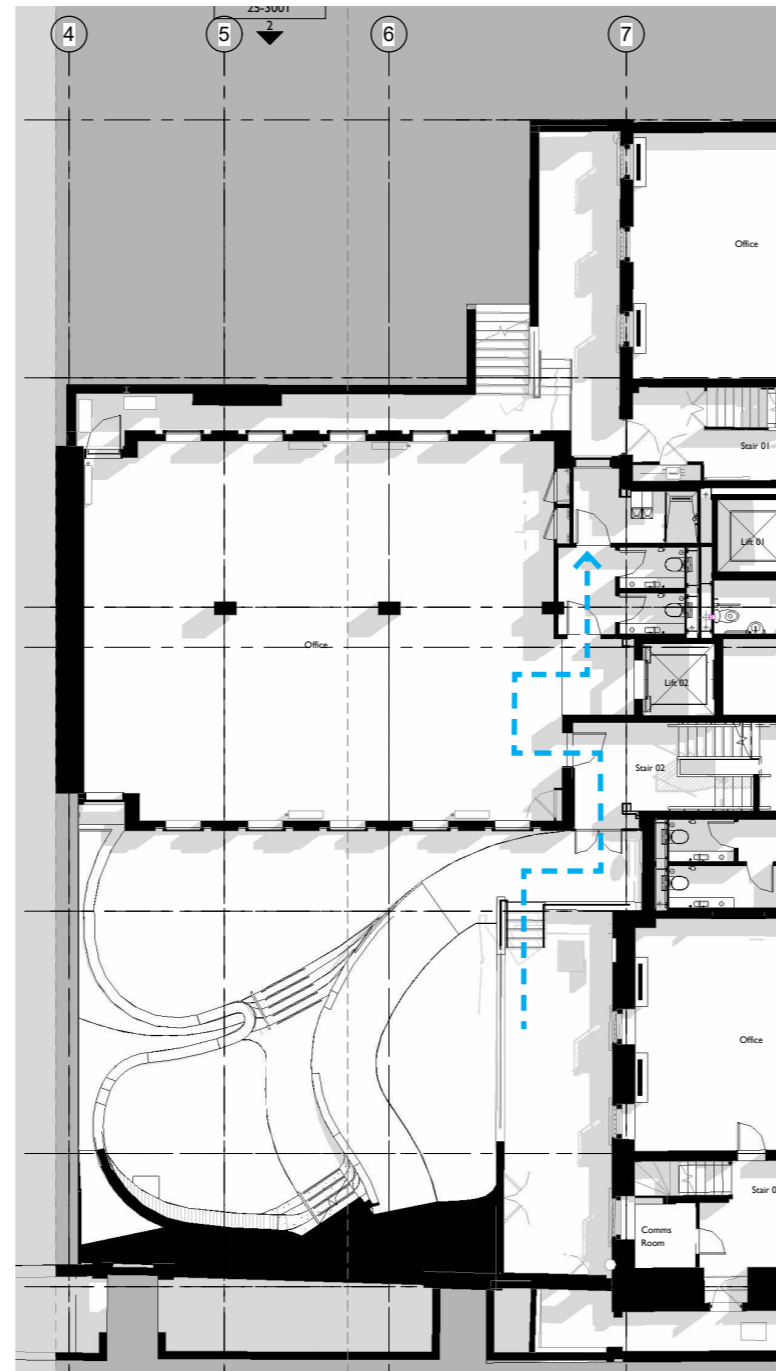 25-3001
2
4
5
6
7
Office
Stair 01
Lift 01
Office
Lift 02
Stair 02
Office
Stair 0
Comms
Room